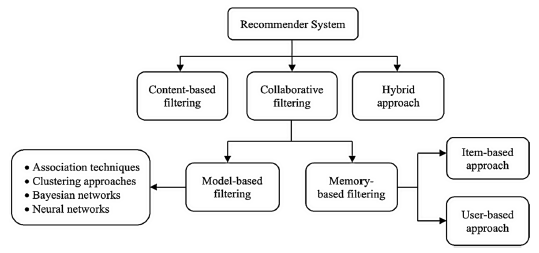 Recommender System
Content-based
filtering
Collaborative
filtering
Hybrid
approach
• Association techniques
• Clustering approaches
• Bayesian networks
• Neural networks
Model-based
filtering
Memory-
based filtering
Item-based
approach
User-based
approach